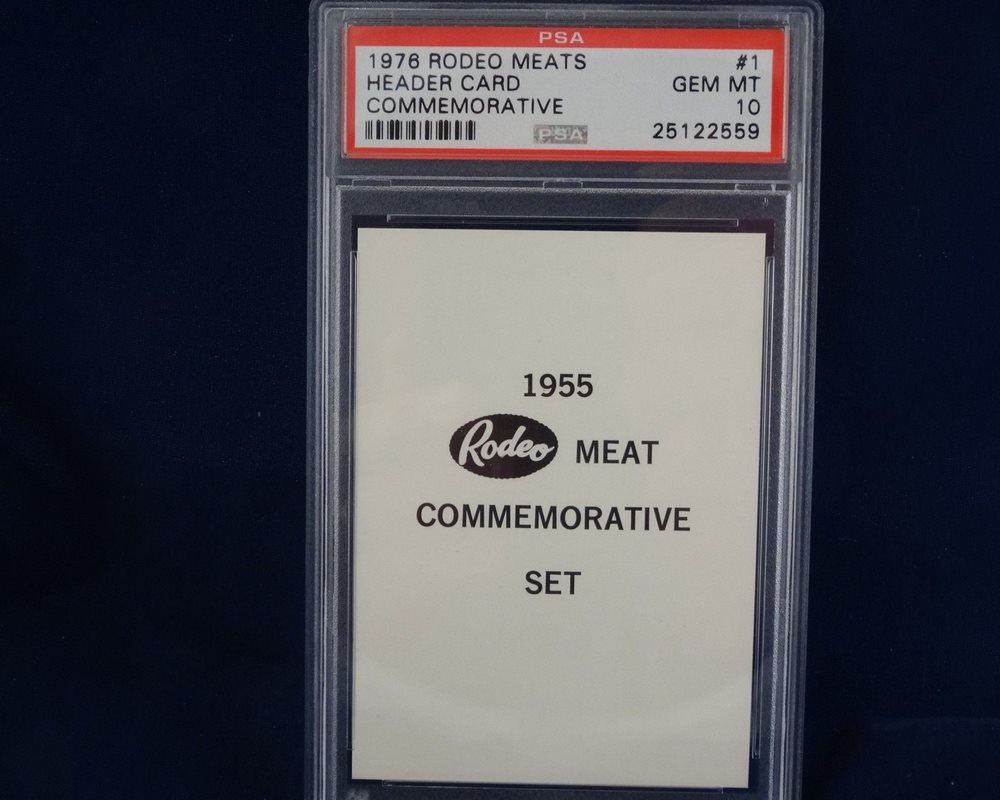 PSA
1976 RODEO MEATS #1
HEADER CARD GEM MT
COMMEMORATIVE 10
PSA 25122559
1955
Rodeo MEAT
COMMEMORATIVE
SET